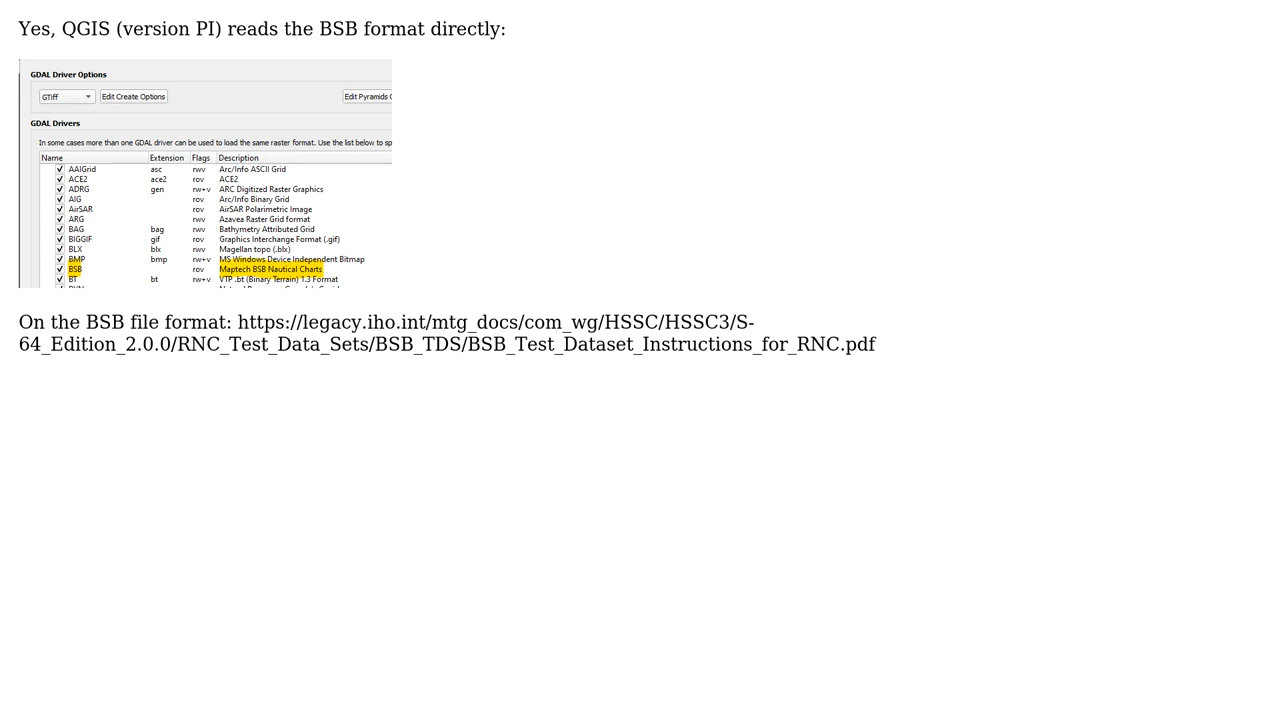 Yes, QGIS (version PI) reads the BSB format directly:
GDAL Driver Options
GTiff Edit Create Options Edit Pyramids
GDAL Drivers
In some cases more than one GDAL driver can be used to load the same raster format. Use the list below to sp
Name Extension Flags Description
AAIGrid asc rwv Arc/Info ASCII Grid
ACE2 ace2 rov ACE2
ADRG gen rw+v ARC Digitized Raster Graphics
AIG rov Arc/Info Binary Grid
AirSAR rov AirSAR Polarimetric Image
ARG rwv Azavea Raster Grid format
BAG bag rwv Bathymetry Attributed Grid
BIGGIF gif rov Graphics Interchange Format (.gif)
BLX blx rwv Magellan topo (.blx)
BMP bmp rw+v MS Windows Device Independent Bitmap
BSB rov Maptech BSB Nautical Charts
BT bt rw+v VTP .bt (Binary Terrain) 1.3 Format
On the BSB file format: https://legacy.iho.int/mtg_docs/com_wg/HSSC/HSSC3/S-
64_Edition_2.0.0/RNC_Test_Data_Sets/BSB_TDS/BSB_Test_Dataset_Instructions_for_RNC.pdf